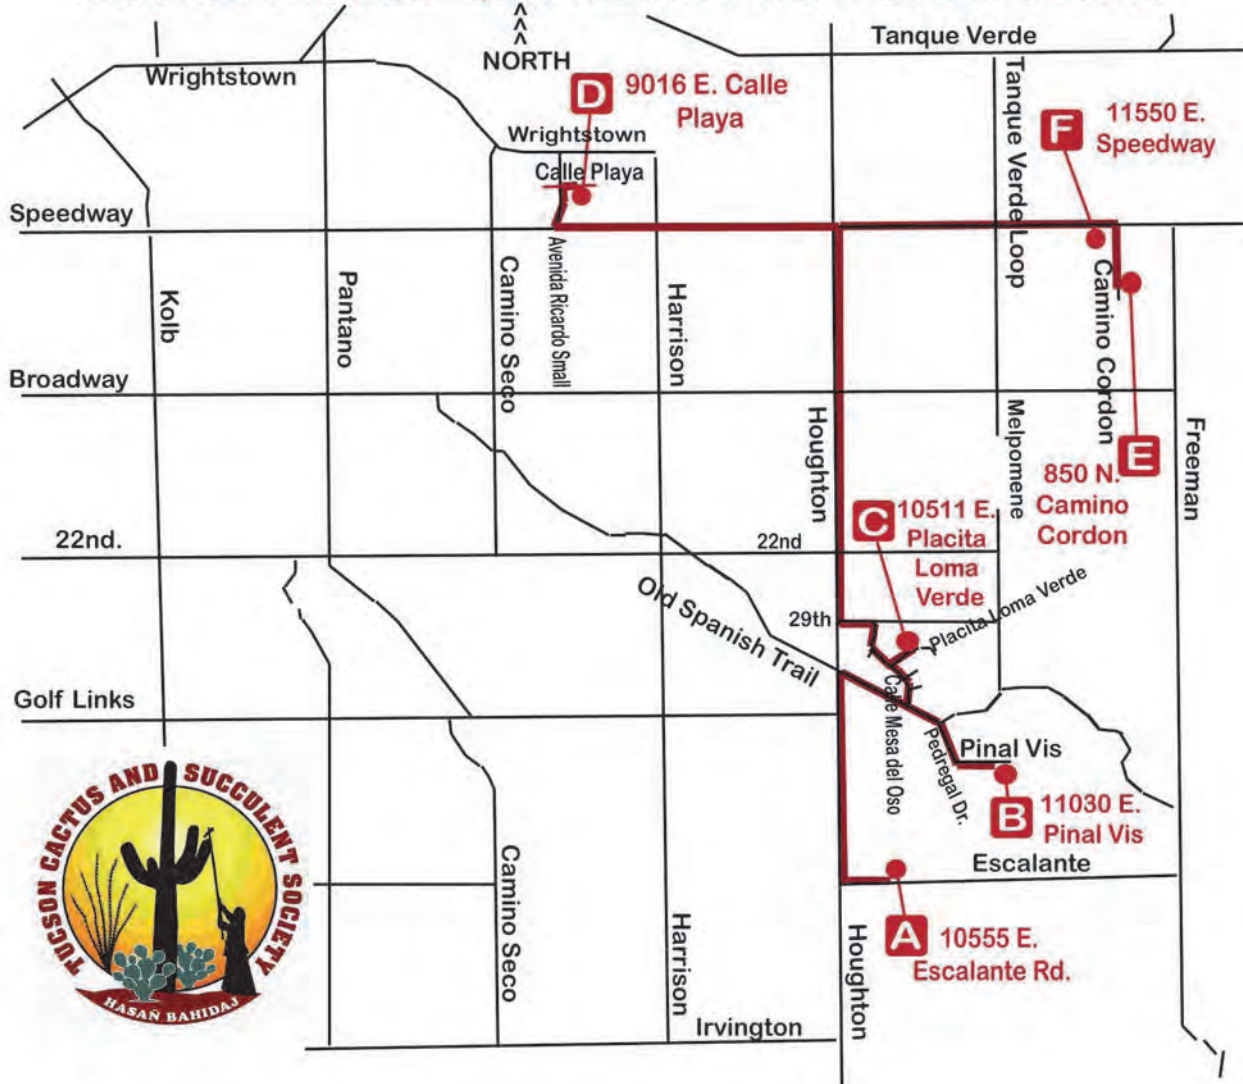 Tanque Verde
NORTH
Wrightstown
D
9016 E. Calle
Playa
Wrightstown
Calle Playa
Tanque Verde Loop
F
11550 E.
Speedway
Speedway
Kolb
Pantano
Camino Seco
Avenida Ricardo Small
Harrison
Camino Cordon
Broadway
Houghton
Melpomene
Freeman
E
850 N.
Camino
Cordon
C
10511 E.
Placita
Loma
Verde
22nd.
22nd
29th
Placita Loma Verde
Old Spanish Trail
Golf Links
Calle Mesa del Oso
Pedregal Dr.
Pinal Vis
B
11030 E.
Pinal Vis
Escalante
A
10555 E.
Escalante Rd.
Camino Seco
Harrison
Houghton
Irvington
TUCSON CACTUS AND SUCCULENT SOCIETY
HASAÑ BAHIDAJ